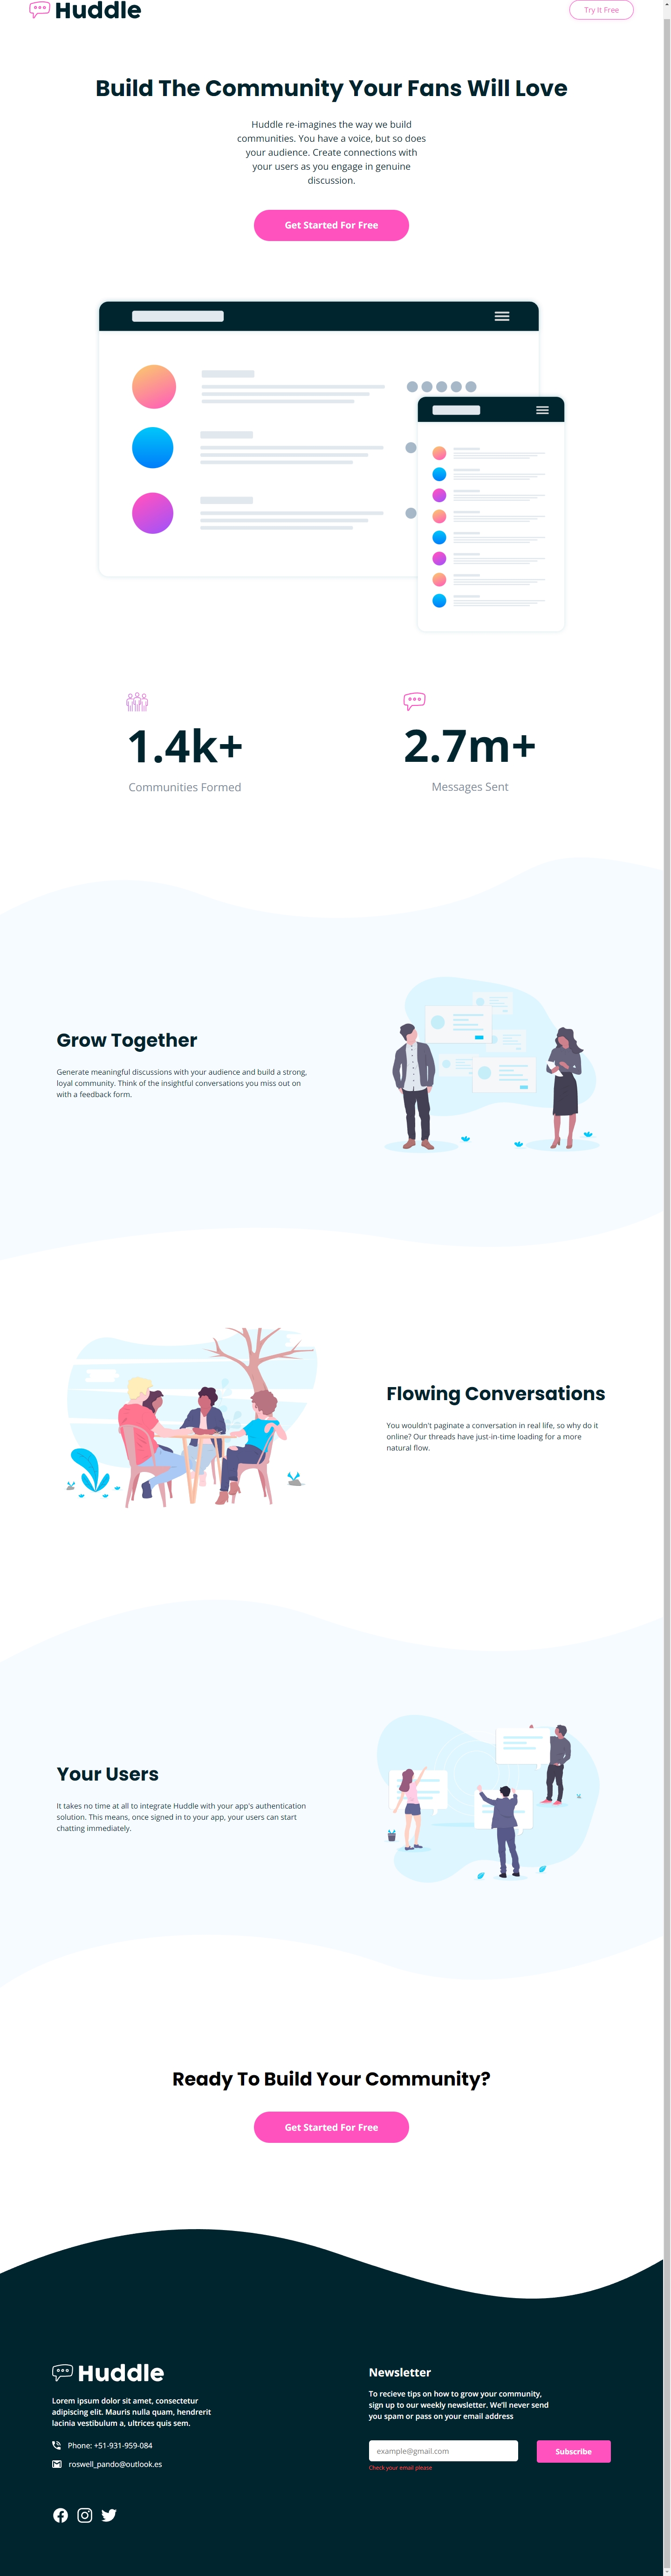 Huddle
Try It Free
Build The Community Your Fans Will Love
Huddle re-imagines the way we build
communities. You have a voice, but so does
your audience. Create connections with
your users as you engage in genuine
discussion.
Get Started For Free
1.4k+
Communities Formed
2.7m+
Messages Sent
Grow Together
Generate meaningful discussions with your audience and build a strong,
loyal community. Think of the insightful conversations you miss out on
with a feedback form.
Flowing Conversations
You wouldn't paginate a conversation in real life, so why do it
online? Our threads have just-in-time loading for a more
natural flow.
Your Users
It takes no time at all to integrate Huddle with your app's authentication
solution. This means, once signed in to your app, your users can start
chatting immediately.
Ready To Build Your Community?
Get Started For Free
Huddle
Lorem ipsum dolor sit amet, consectetur
adipiscing elit. Mauris nulla quam, hendrerit
lacinia vestibulum a, ultrices quis sem.
Phone: +51-931-959-084
roswell_pando@outlook.es
Newsletter
To recieve tips on how to grow your community,
sign up to our weekly newsletter. We'll never send
you spam or pass on your email address
example@gmail.com
Subscribe
Check your email please